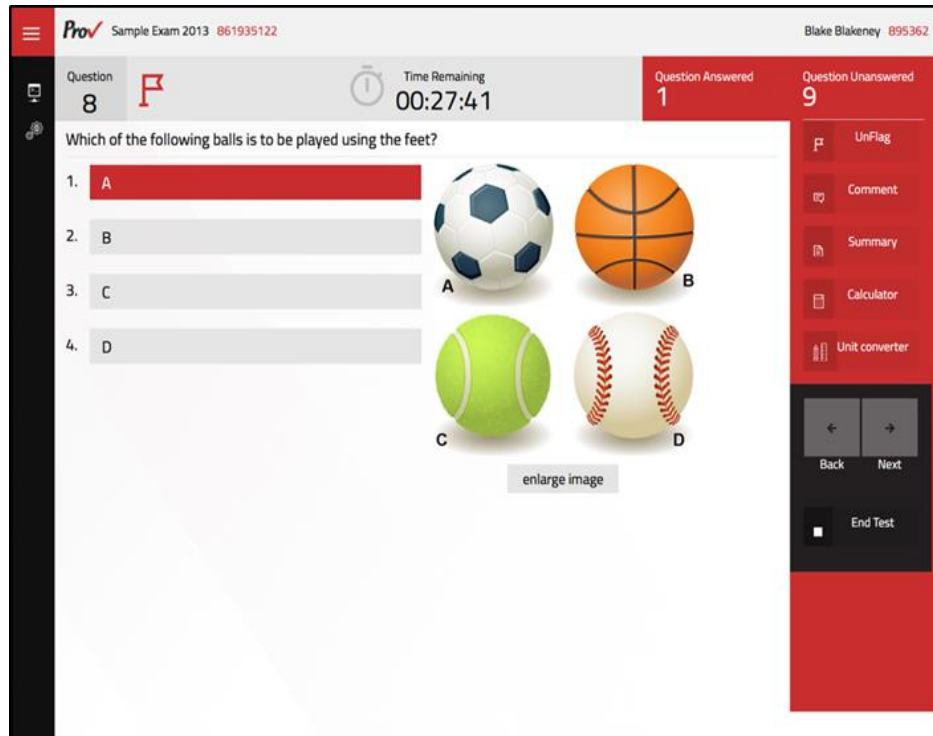 Prov Sample Exam 2013 861935122
Blake Blakeney 895362
Question
8
Time Remaining
00:27:41
Question Answered
1
Question Unanswered
9
Which of the following balls is to be played using the feet?
1. A
2. B
3. C
4. D
A
B
C
D
enlarge image
UnFlag
Comment
Summary
Calculator
Unit converter
Back
Next
End Test